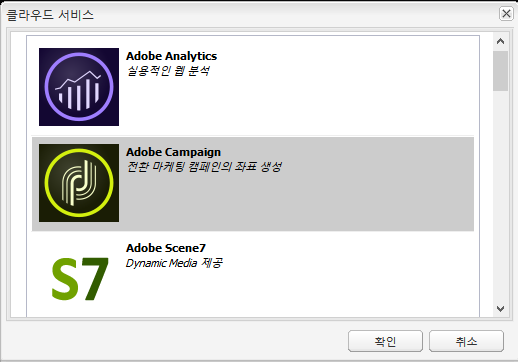 클라우드 서비스
Adobe Analytics
실용적인 웹 분석
Adobe Campaign
전환 마케팅 캠페인의 좌표 생성
S7
Adobe Scene7
Dynamic Media 제공
확인
취소